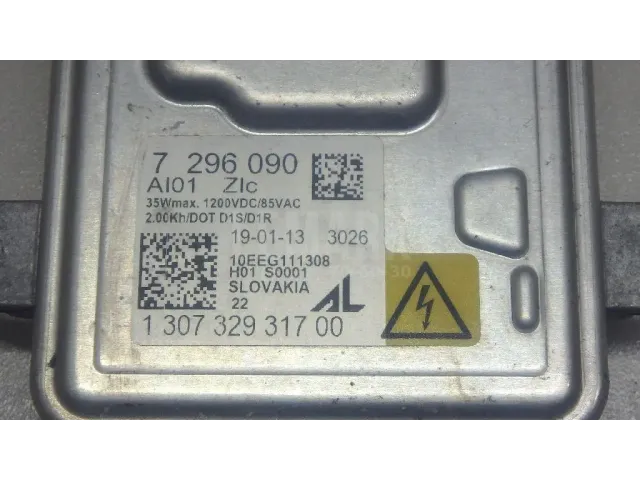 7 296 090
AI01 ZIc
35Wmax. 1200VDC/85VAC
2.00Kh/DOT D1S/D1R
19-01-13 3026
10EEG111308
H01 S0001
SLOVAKIA
22 AL
1 307 329 317 00